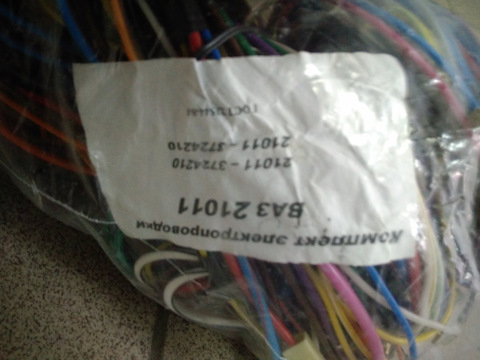 Комплект электропроводки
ВАЗ 21011
21011 – 3724210
21011 – 3724210